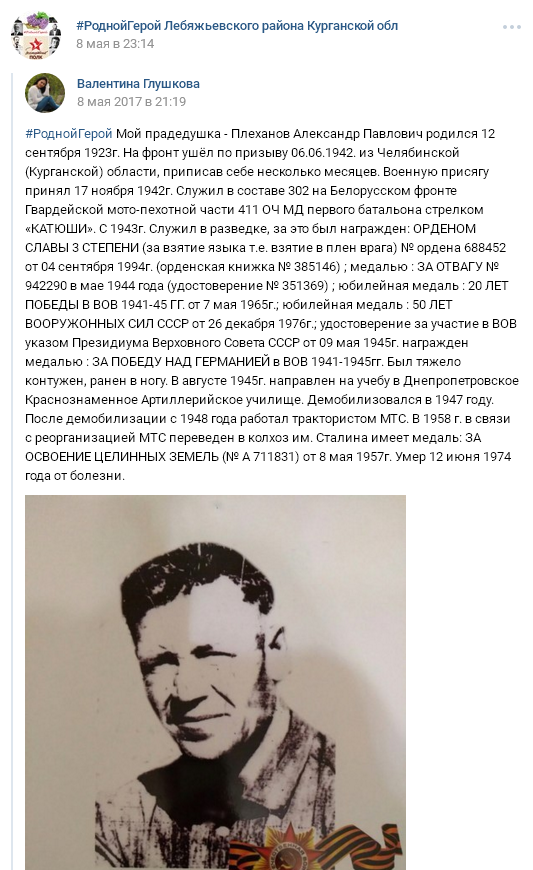 #РоднойГерой Лебяжьевского района Курганской обл
8 мая в 23:14
Валентина Глушкова
8 мая 2017 в 21:19
#РоднойГерой Мой прадедушка - Плеханов Александр Павлович родился 12
сентября 1923г. На фронт ушёл по призыву 06.06.1942. из Челябинской
(Курганской) области, приписав себе несколько месяцев. Военную присягу
принял 17 ноября 1942г. Служил в составе 302 на Белорусском фронте
Гвардейской мото-пехотной части 411 ОЧ МД первого батальона стрелком
«КАТЮШИ». С 1943г. Служил в разведке, за это был награжден: ОРДЕНОМ
СЛАВЫ 3 СТЕПЕНИ (за взятие языка т.е. взятие в плен врага) № ордена 688452
от 04 сентября 1994г. (орденская книжка № 385146) ; медалью : ЗА ОТВАГУ №
942290 в мае 1944 года (удостоверение № 351369) ; юбилейная медаль : 20 ЛЕТ
ПОБЕДЫ В ВОВ 1941-45 ГГ. от 7 мая 1965г.; юбилейная медаль : 50 ЛЕТ
ВООРУЖОННЫХ СИЛ СССР от 26 декабря 1976г.; удостоверение за участие в ВОВ
указом Президиума Верховного Совета СССР от 09 мая 1945г. награжден
медалью : ЗА ПОБЕДУ НАД ГЕРМАНИЕЙ в ВОВ 1941-1945гг. Был тяжело
контужен, ранен в ногу. В августе 1945г. направлен на учебу в Днепропетровское
Краснознаменное Артиллерийское училище. Демобилизовался в 1947 году.
После демобилизации с 1948 года работал трактористом МТС. В 1958 г. в связи
с реорганизацией МТС переведен в колхоз им. Сталина имеет медаль: ЗА
ОСВОЕНИЕ ЦЕЛИННЫХ ЗЕМЕЛЬ (№ А 711831) от 8 мая 1957г. Умер 12 июня 1974
года от болезни.